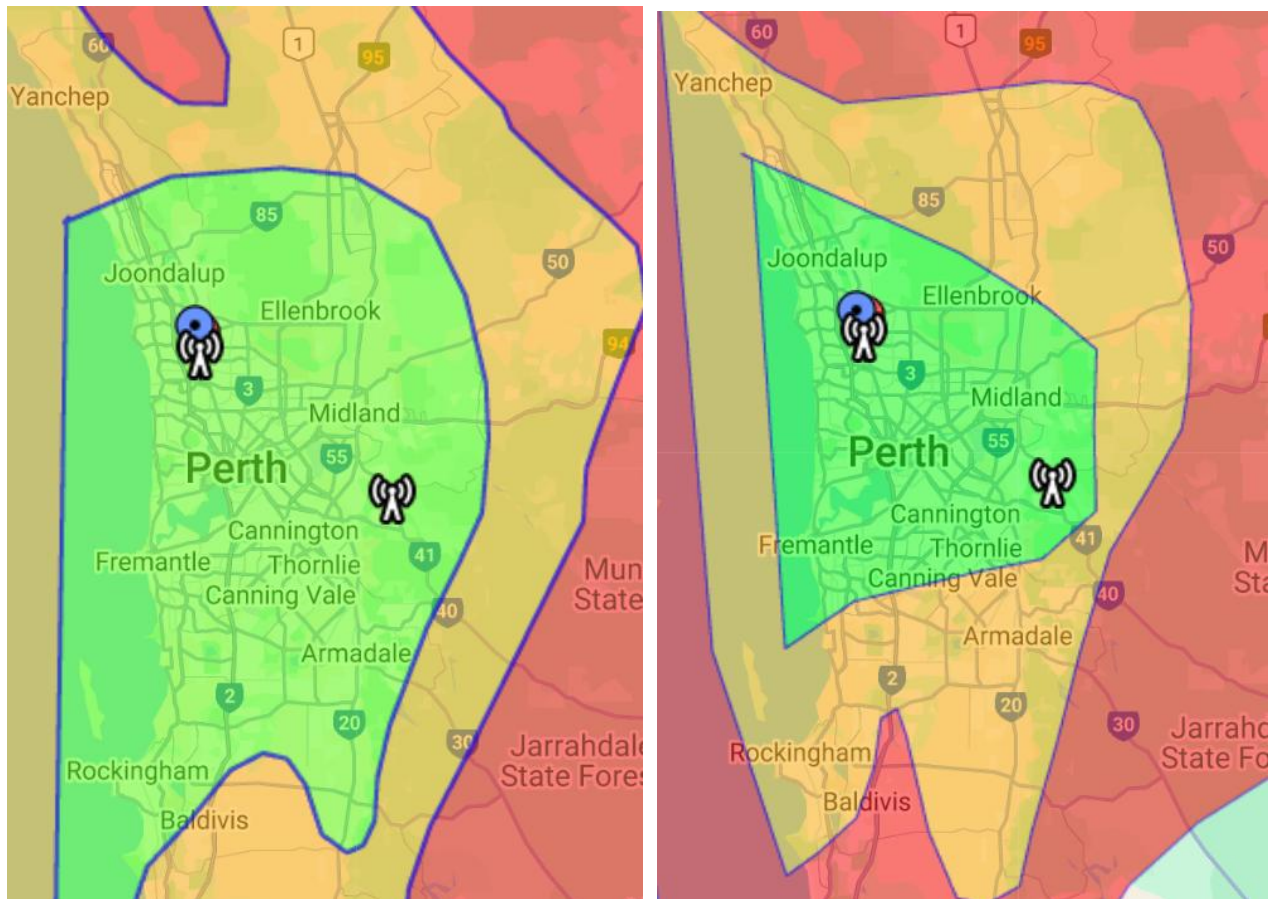 60
1
95
Yanchep
85
50
Joondalup
Ellenbrook
94
3
Midland
55
Perth
Cannington
41
Fremantle
Thornlie
Mun
State
Canning Vale
40
Armadale
2
20
30
Jarrahdale
State Fores
Rockingham
Baldivis
60
1
95
Yanchep
85
50
Joondalup
Ellenbrook
3
Midland
55
Perth
Cannington
41
Fremantle
Thornlie
M
Sta
Canning Vale
40
Armadale
2
20
30
Jarrahd
State Fo
Rockingham
Baldivis